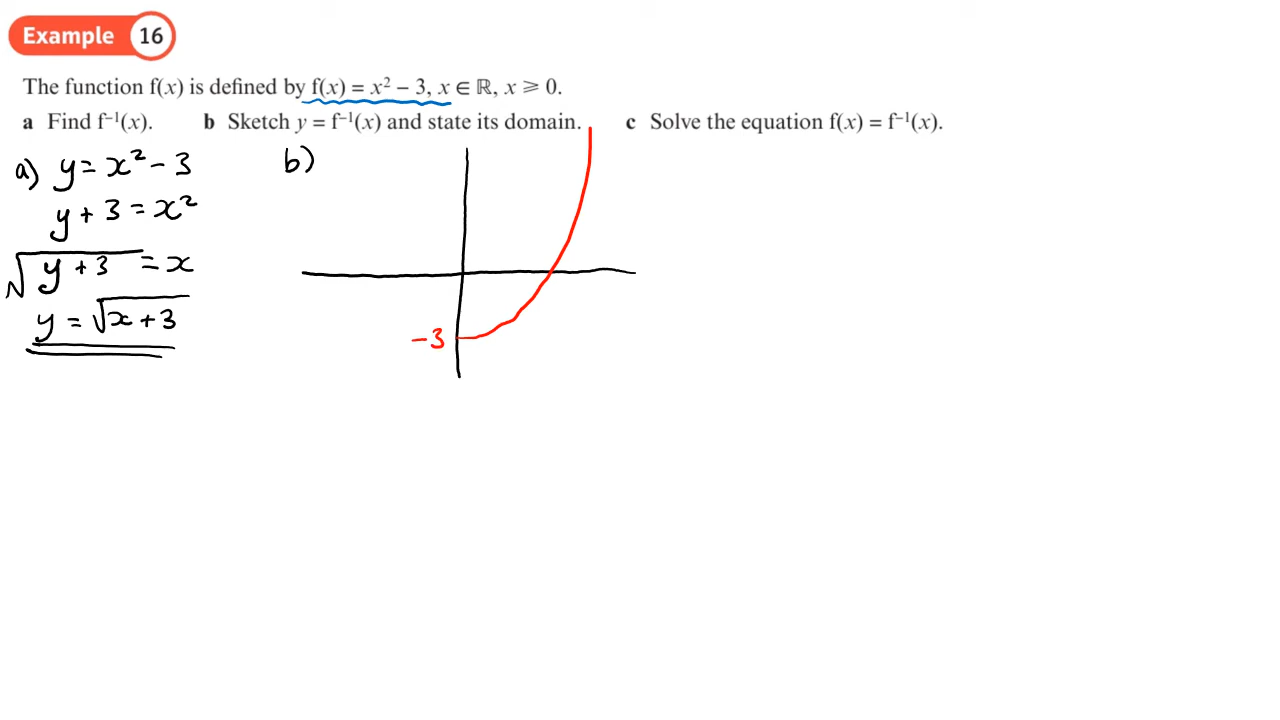 Example 16
The function f(x) is defined by f(x) = x² − 3, x ∈ ℝ, x ⩾ 0.
a Find f⁻¹(x). b Sketch y = f⁻¹(x) and state its domain. c Solve the equation f(x) = f⁻¹(x).
a) y = x² − 3
y + 3 = x²
√(y + 3) = x
y = √(x + 3)
b)
−3